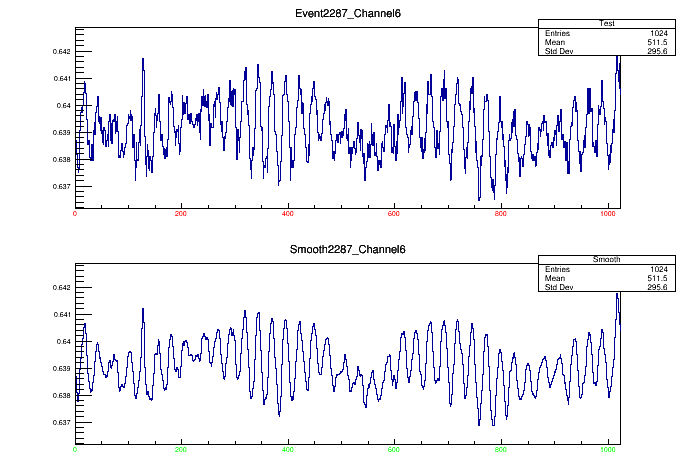 Event2287_Channel6
Test
Entries 1024
Mean 511.5
Std Dev 295.6
0.642
0.641
0.64
0.639
0.638
0.637
0 200 400 600 800 1000
Smooth2287_Channel6
Smooth
Entries 1024
Mean 511.5
Std Dev 295.6
0.642
0.641
0.64
0.639
0.638
0.637
0 200 400 600 800 1000